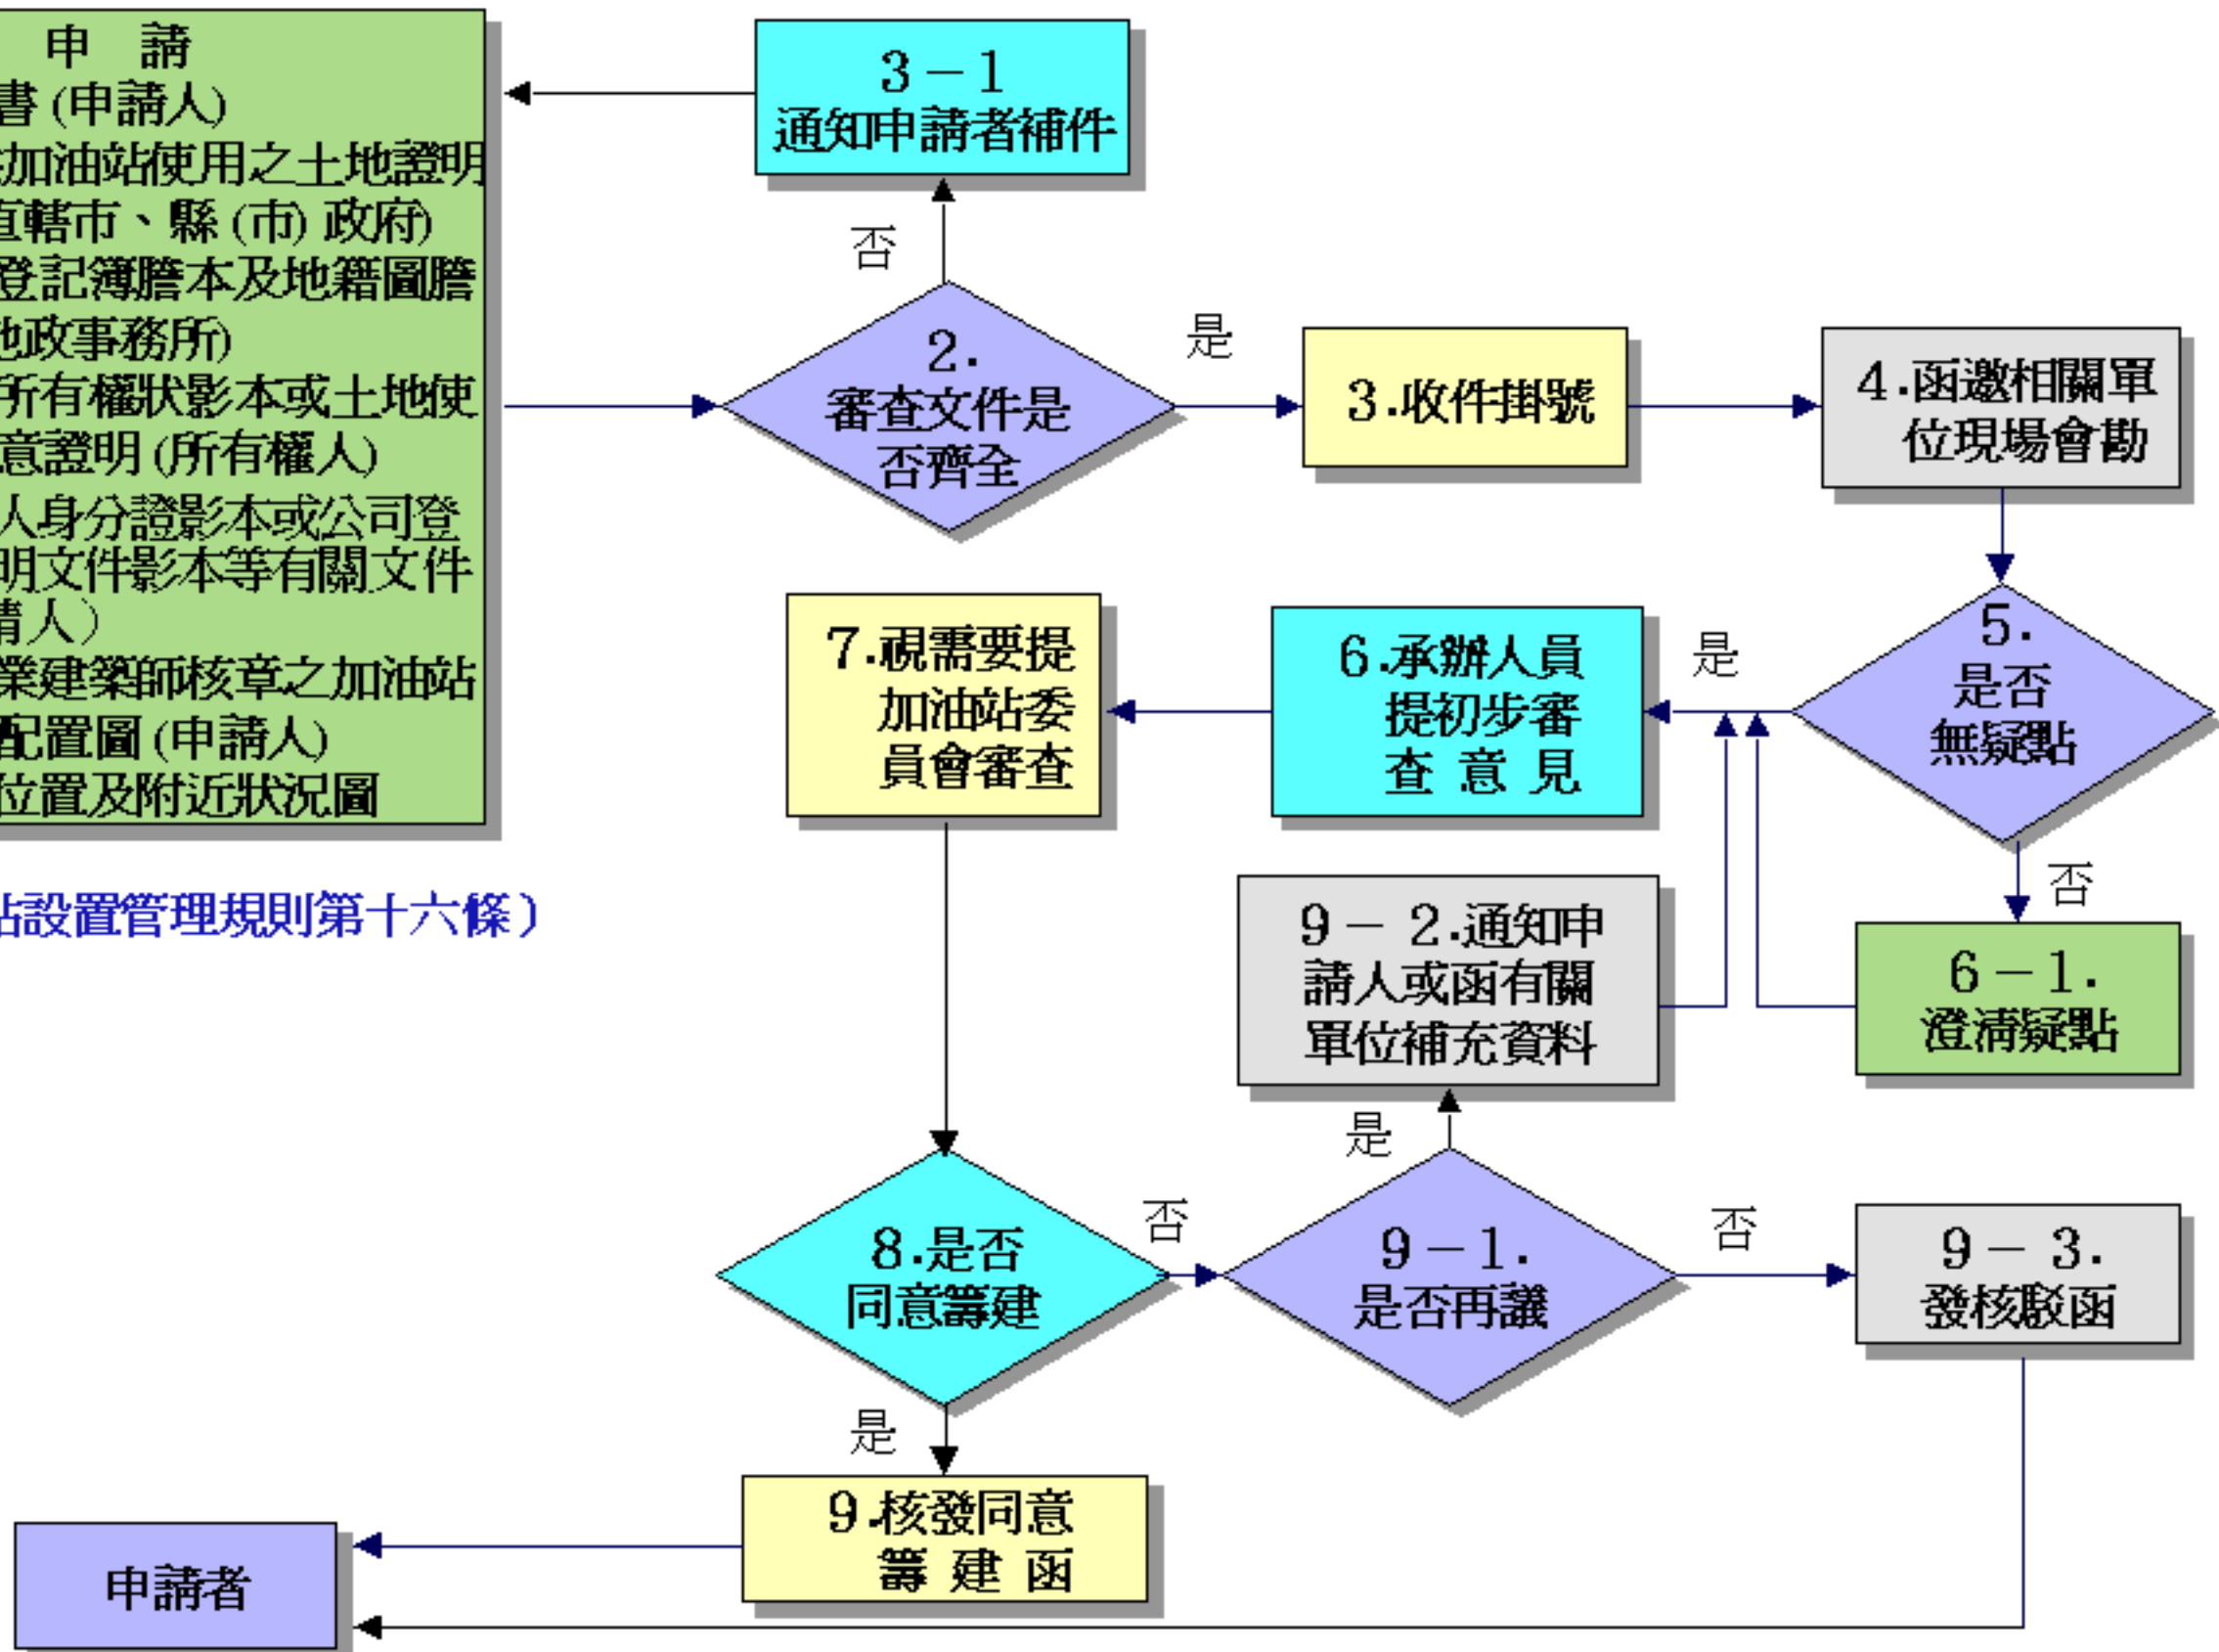 申 請
書 (申請人)
加油站使用之土地證明
直轄市、縣 (市) 政府)
登記簿謄本及地籍圖謄
地政事務所)
所有權狀影本或土地使
意證明 (所有權人)
人身分證影本或公司登
明文件影本等有關文件
請人)
業建築師核章之加油站
配置圖 (申請人)
位置及附近狀況圖
站設置管理規則第十六條)
3－1
通知申請者補件
否
2.
審查文件是
否齊全
是
3.收件掛號
4.函邀相關單
位現場會勘
5.
是否
無疑點
是
6.承辦人員
提初步審
查 意 見
7.視需要提
加油站委
員會審查
否
6－1.
澄清疑點
9－2.通知申
請人或函有關
單位補充資料
是
8.是否
同意籌建
否
9－1.
是否再議
否
9－3.
發核駁函
是
9.核發同意
籌 建 函
申請者